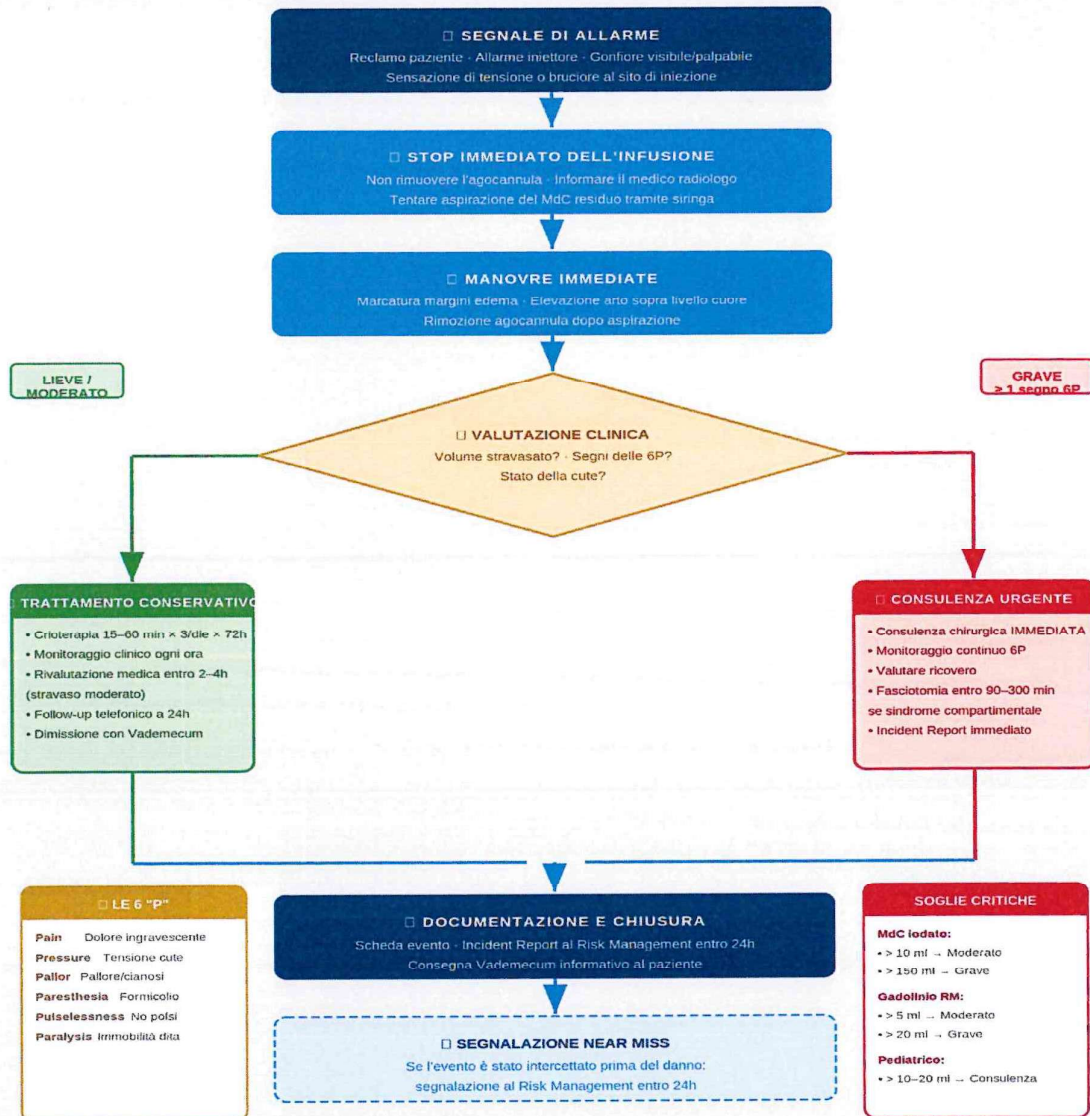 SEGNALE DI ALLARME
Reclamo paziente · Allarme iniettore · Gonfiore visibile/palpabile
Sensazione di tensione o bruciore al sito di iniezione
STOP IMMEDIATO DELL'INFUSIONE
Non rimuovere l'agocannula · Informare il medico radiologo
Tentare aspirazione del MdC residuo tramite siringa
MANOVRE IMMEDIATE
Marcatura margini edema · Elevazione arto sopra livello cuore
Rimozione agocannula dopo aspirazione
LIEVE /
MODERATO
GRAVE
≥ 1 segno 6P
VALUTAZIONE CLINICA
Volume stravasato? · Segni delle 6P?
Stato della cute?
TRATTAMENTO CONSERVATIVO
• Crioterapia 15–60 min × 3/die × 72h
• Monitoraggio clinico ogni ora
• Rivalutazione medica entro 2–4h
(stravaso moderato)
• Follow-up telefonico a 24h
• Dimissione con Vademecum
CONSULENZA URGENTE
• Consulenza chirurgica IMMEDIATA
• Monitoraggio continuo 6P
• Valutare ricovero
• Fasciotomia entro 90–300 min
se sindrome compartimentale
• Incident Report immediato
LE 6 "P"
Pain Dolore ingravescente
Pressure Tensione cute
Pallor Pallore/cianosi
Paresthesia Formicolio
Pulselessness No polsi
Paralysis Immobilità dita
DOCUMENTAZIONE E CHIUSURA
Scheda evento · Incident Report al Risk Management entro 24h
Consegna Vademecum informativo al paziente
SEGNALAZIONE NEAR MISS
Se l'evento è stato intercettato prima del danno:
segnalazione al Risk Management entro 24h
SOGLIE CRITICHE
MdC iodato:
• > 10 ml → Moderato
• > 150 ml → Grave
Gadolinio RM:
• > 5 ml → Moderato
• > 20 ml → Grave
Pediatrico:
• > 10–20 ml → Consulenza